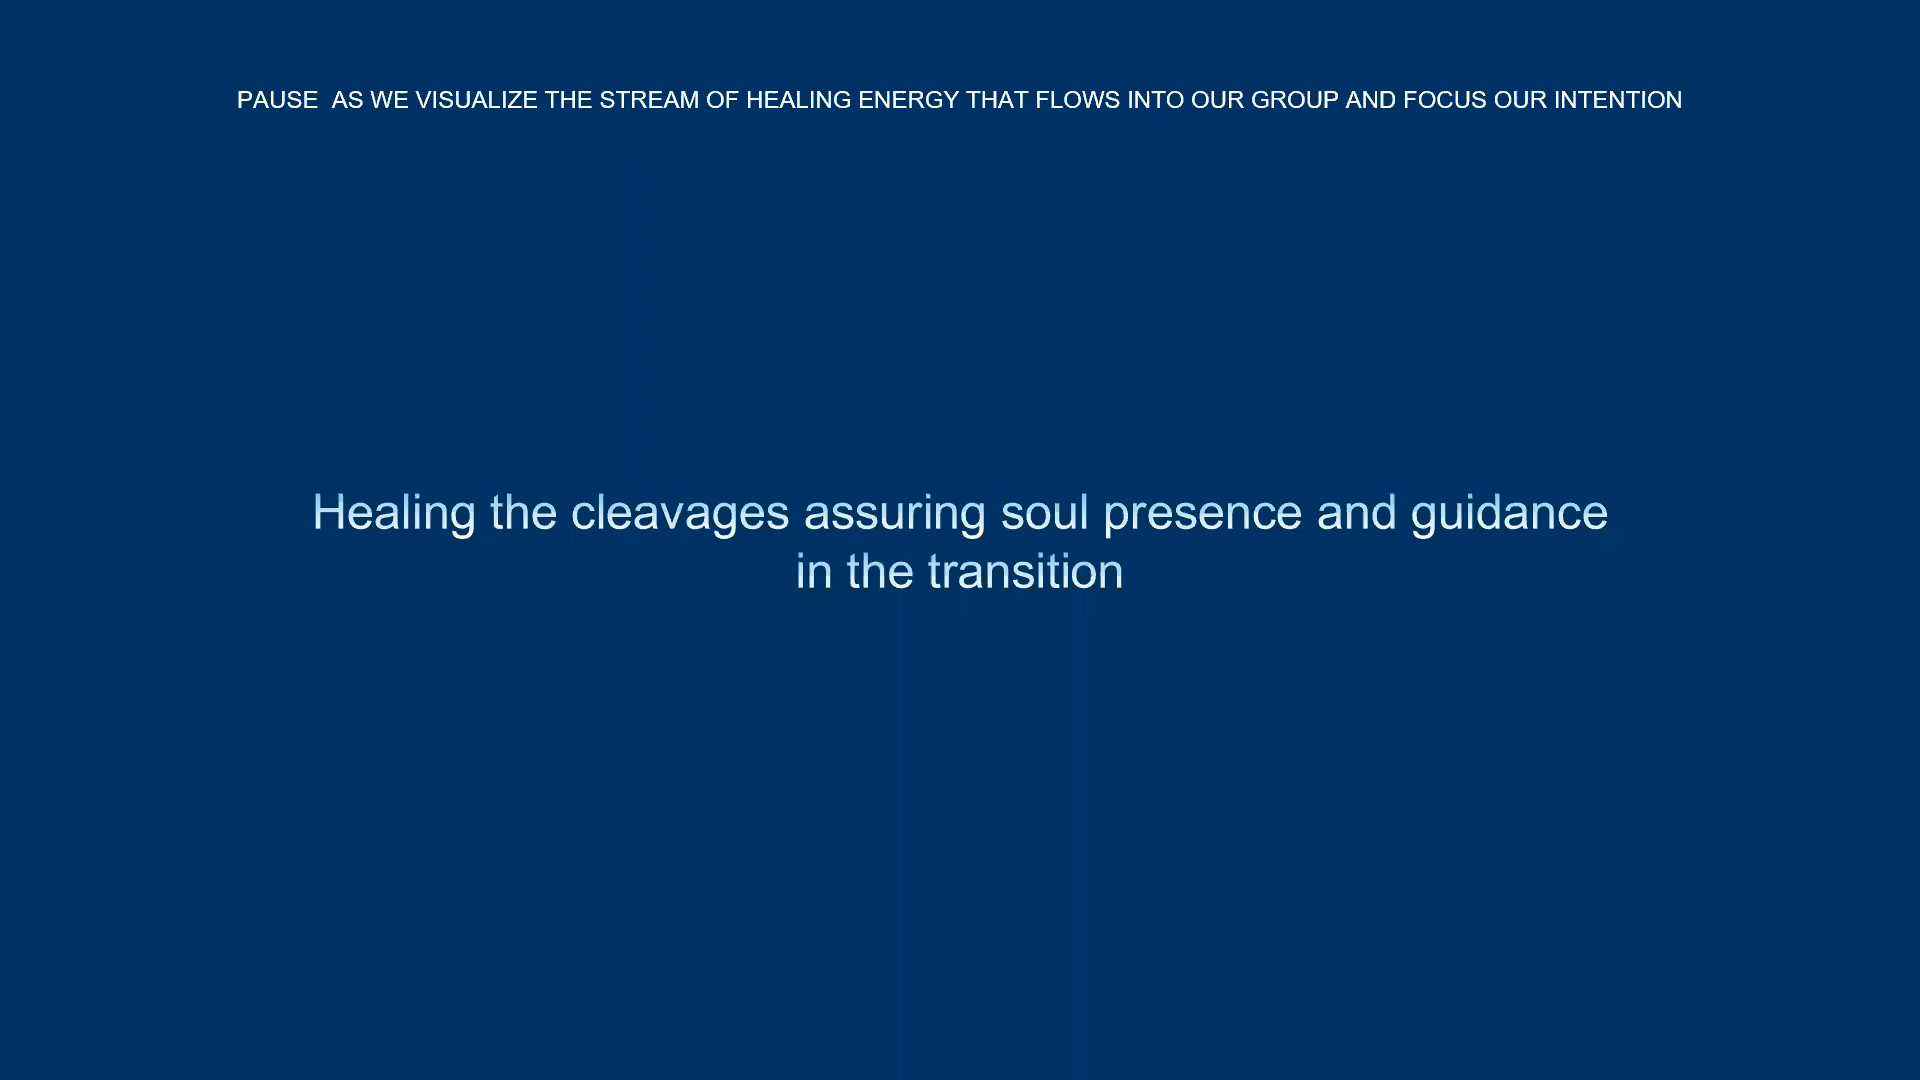 PAUSE  AS WE VISUALIZE THE STREAM OF HEALING ENERGY THAT FLOWS INTO OUR GROUP AND FOCUS OUR INTENTION
Healing the cleavages assuring soul presence and guidance
in the transition